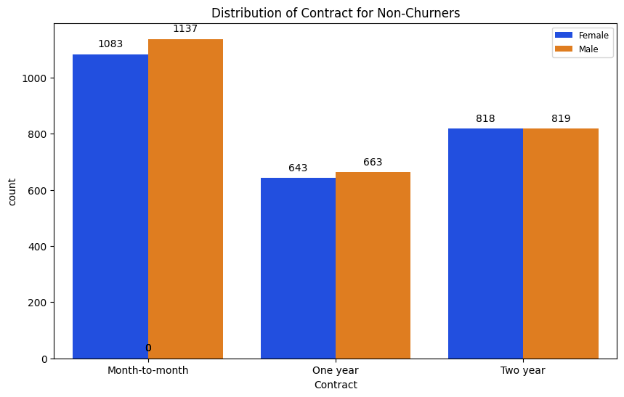 Distribution of Contract for Non-Churners
Female
Male
count
1000
800
600
400
200
0
1083
1137
0
643
663
818
819
Month-to-month
One year
Two year
Contract